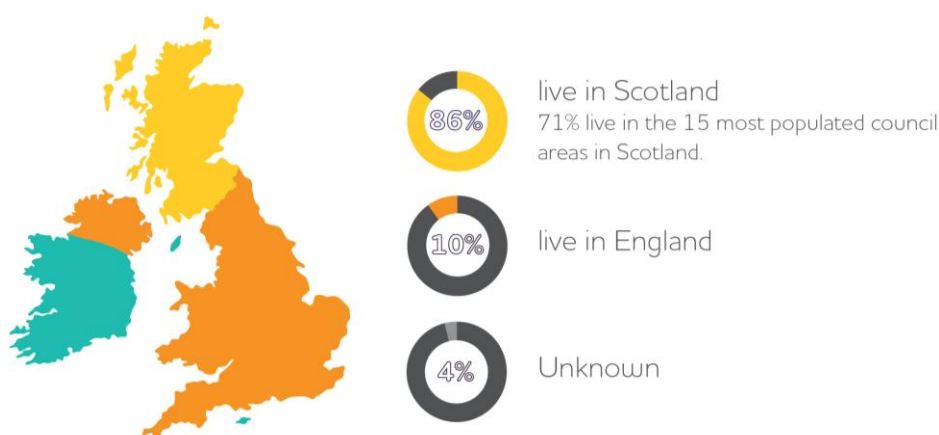 86%
live in Scotland
71% live in the 15 most populated council
areas in Scotland.
10%
live in England
4%
Unknown